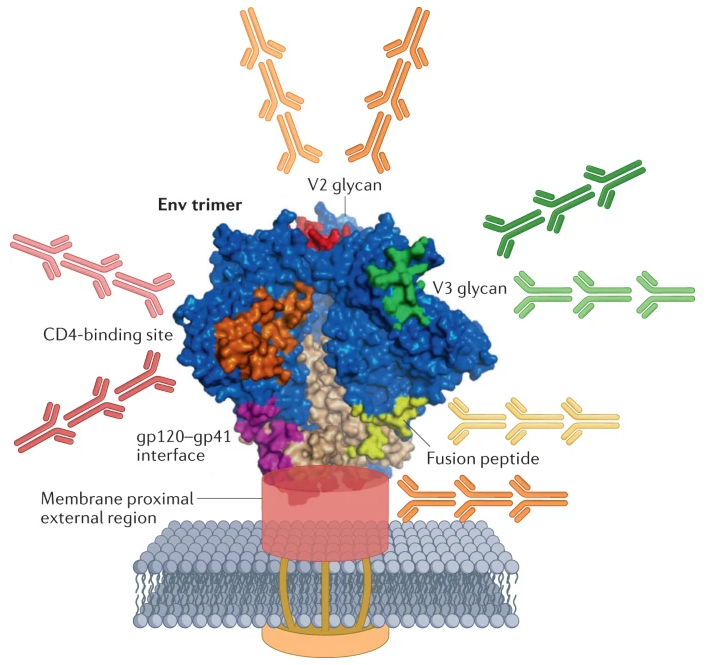 V2 glycan
Env trimer
V3 glycan
CD4-binding site
gp120–gp41
interface
Fusion peptide
Membrane proximal
external region